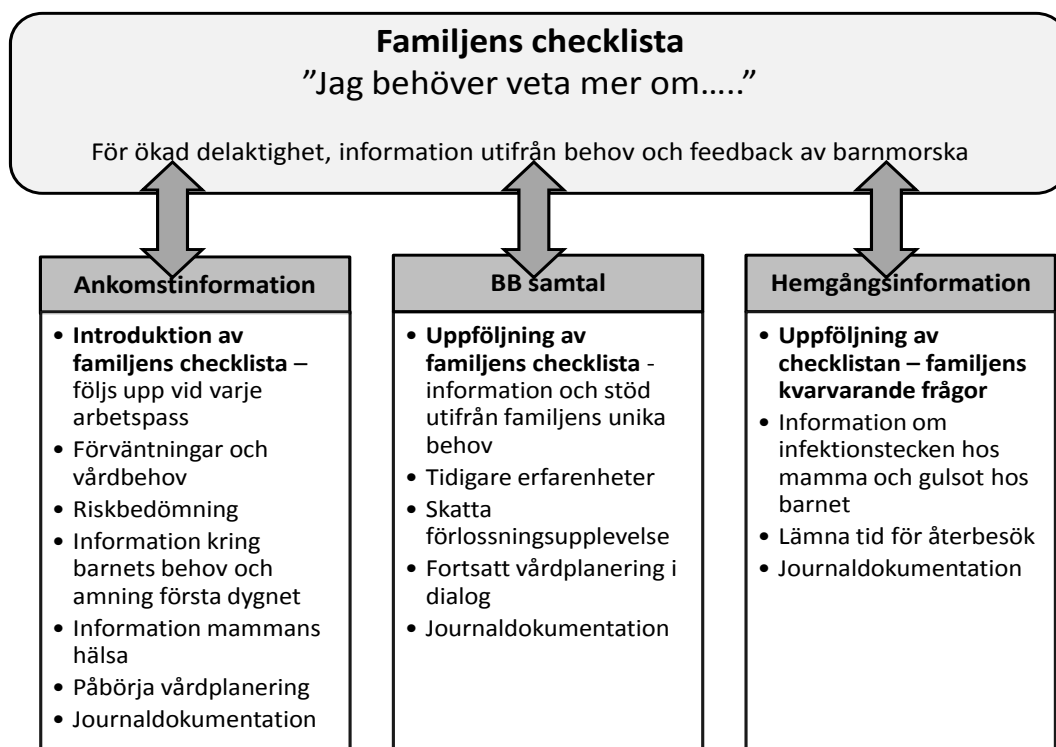 Familjens checklista
”Jag behöver veta mer om…..”
För ökad delaktighet, information utifrån behov och feedback av barnmorska
Ankomstinformation
• Introduktion av
familjens checklista –
följs upp vid varje
arbetspass
• Förväntningar och
vårdbehov
• Riskbedömning
• Information kring
barnets behov och
amning första dygnet
• Information mammans
hälsa
• Påbörja vårdplanering
• Journaldokumentation
BB samtal
• Uppföljning av
familjens checklista -
information och stöd
utifrån familjens unika
behov
• Tidigare erfarenheter
• Skatta
förlossningsupplevelse
• Fortsatt vårdplanering i
dialog
• Journaldokumentation
Hemgångsinformation
• Uppföljning av
checklistan – familjens
kvarvarande frågor
• Information om
infektionstecken hos
mamma och gulsot hos
barnet
• Lämna tid för återbesök
• Journaldokumentation